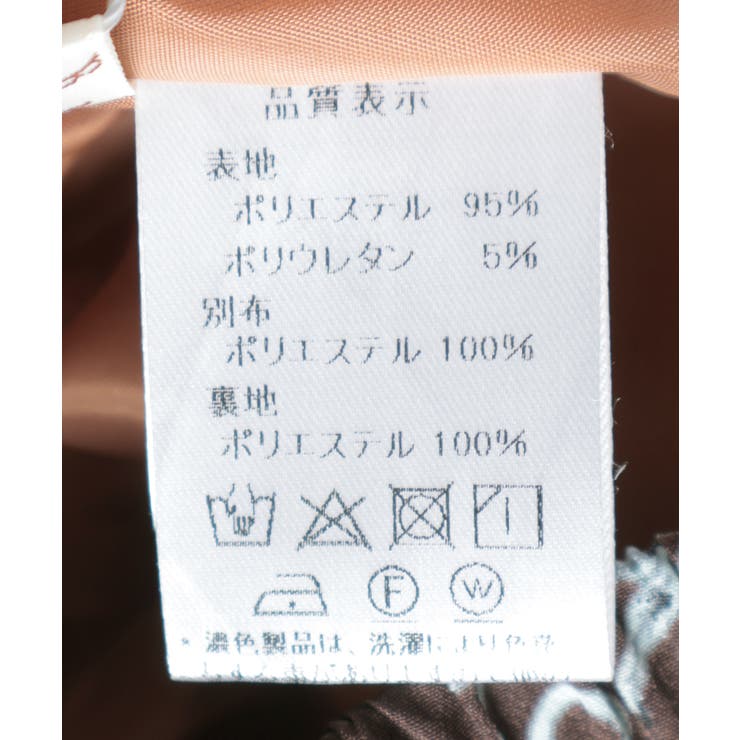 品質表示
表地
ポリエステル 95%
ポリウレタン 5%
別布
ポリエステル 100%
裏地
ポリエステル 100%
F W
* 濃色製品は、洗濯により色落